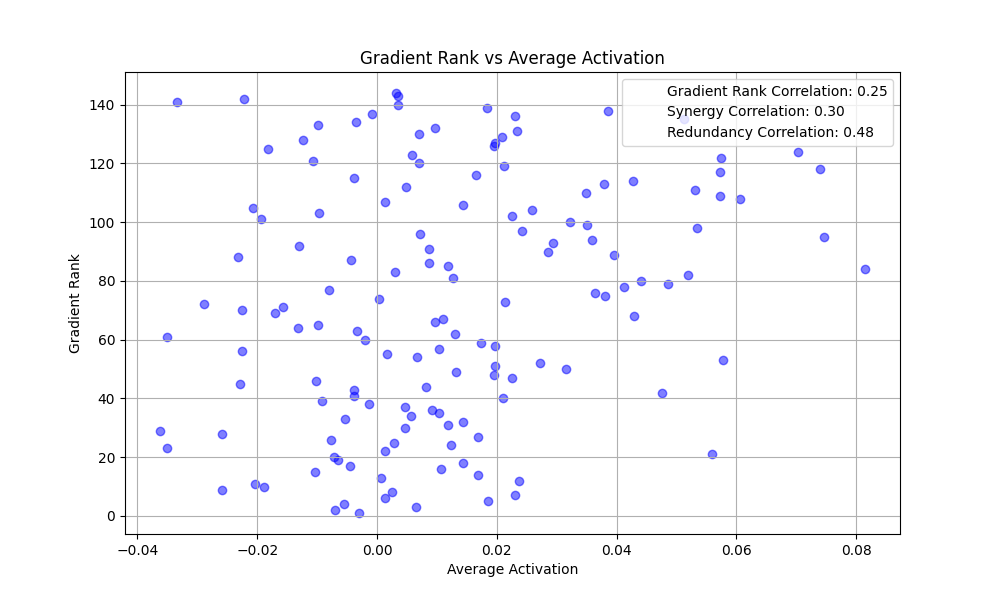 Gradient Rank vs Average Activation
Gradient Rank Correlation: 0.25
Synergy Correlation: 0.30
Redundancy Correlation: 0.48
Gradient Rank
140
120
100
80
60
40
20
0
−0.04 −0.02 0.00 0.02 0.04 0.06 0.08
Average Activation